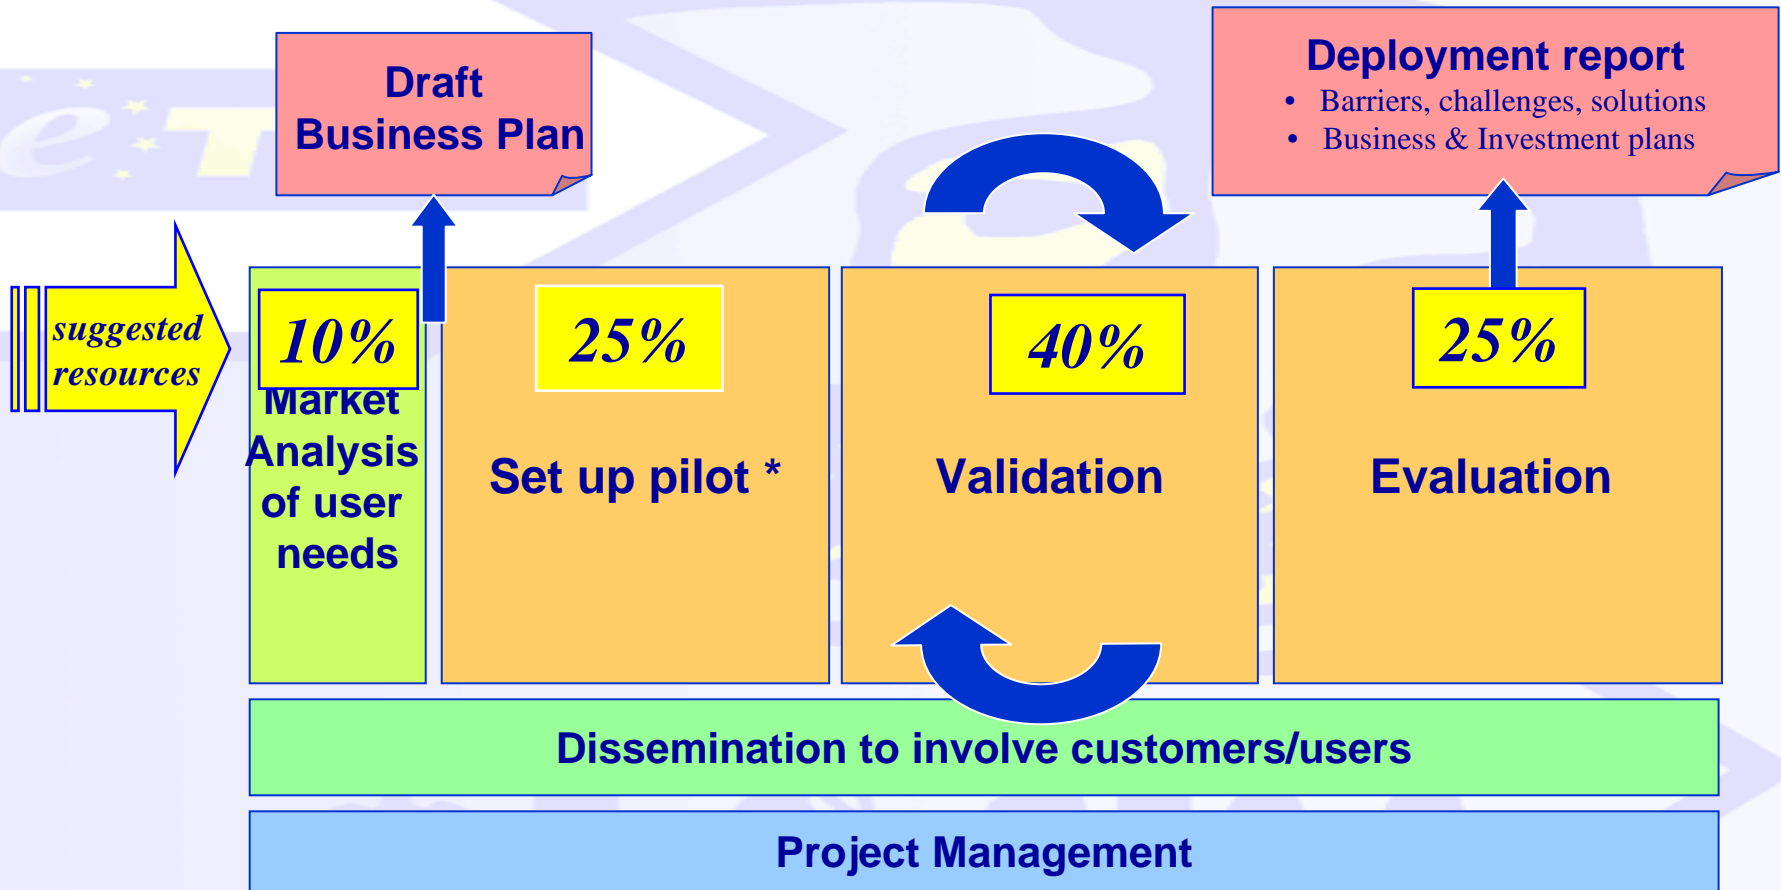 Draft
Business Plan
Deployment report
• Barriers, challenges, solutions
• Business & Investment plans
e T
suggested
resources
10%
25%
40%
25%
Market
Analysis
of user
needs
Set up pilot *
Validation
Evaluation
Dissemination to involve customers/users
Project Management